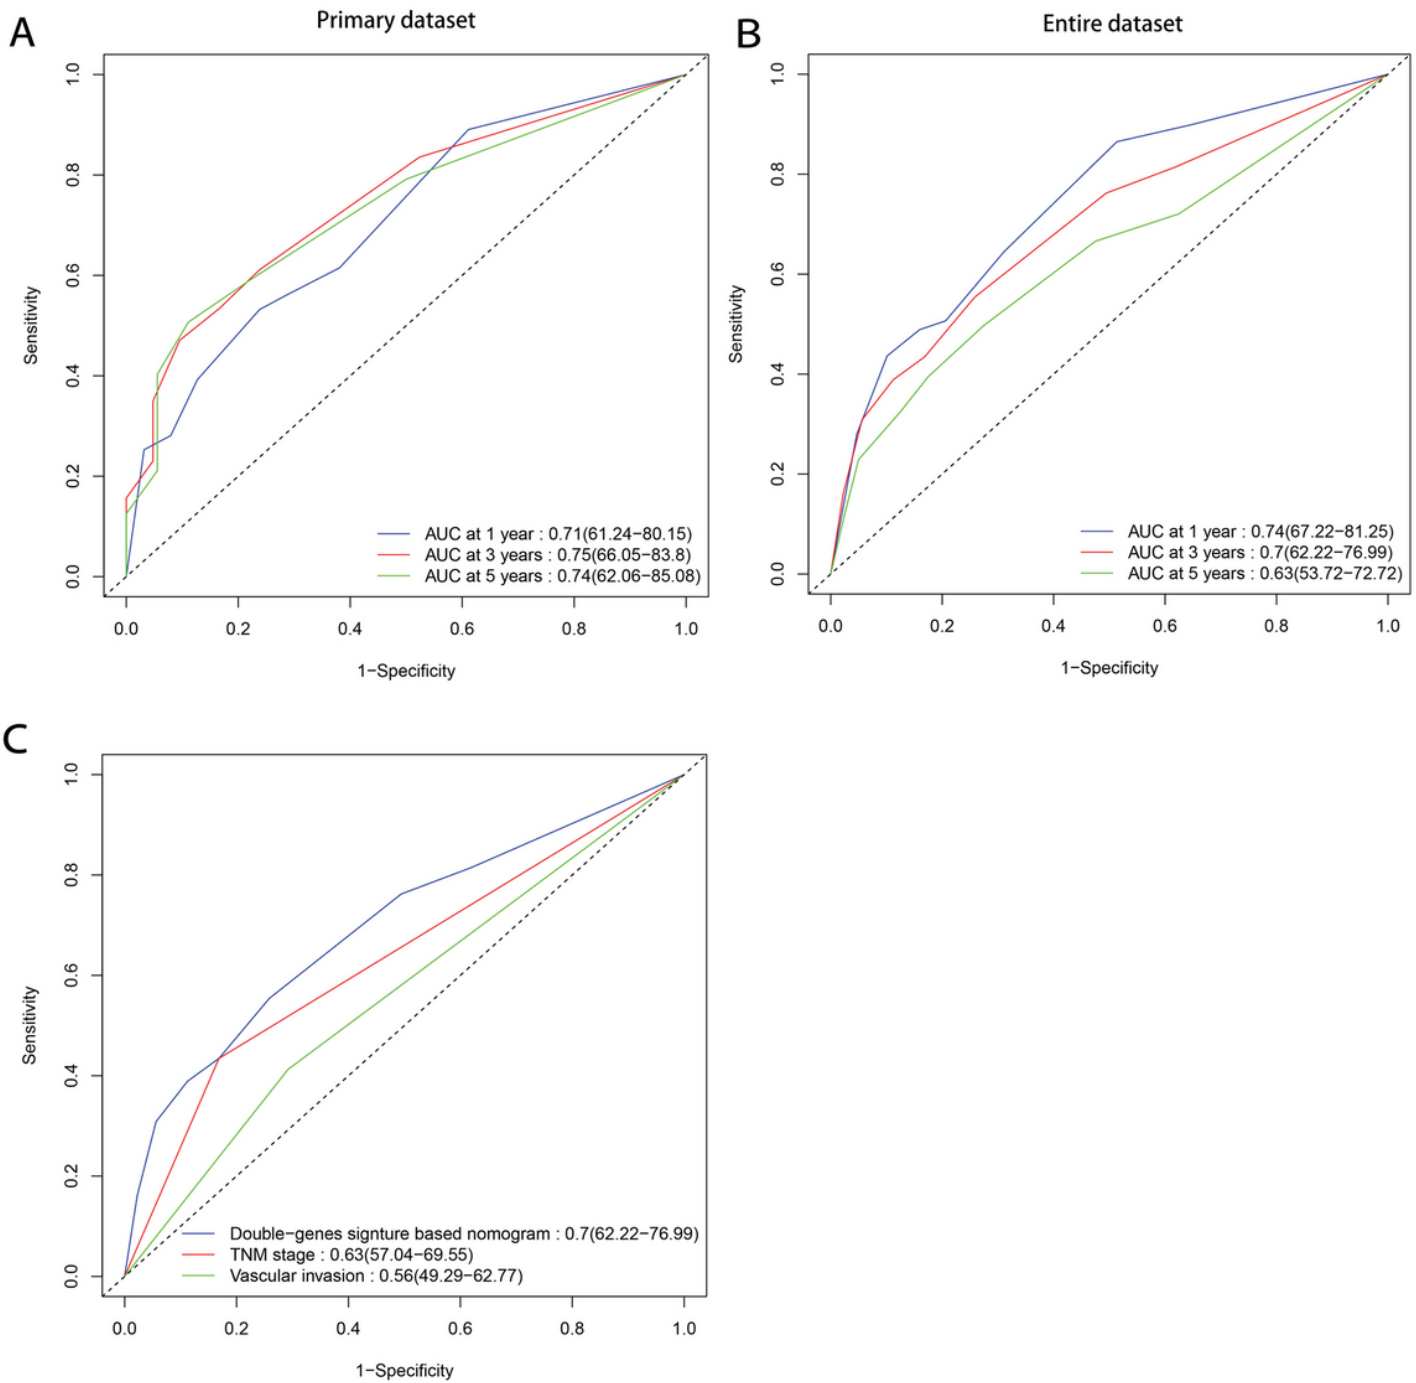 A
Primary dataset
1.0
0.8
0.6
0.4
0.2
0.0
Sensitivity
AUC at 1 year : 0.71(61.24−80.15)
AUC at 3 years : 0.75(66.05−83.8)
AUC at 5 years : 0.74(62.06−85.08)
0.0 0.2 0.4 0.6 0.8 1.0
1−Specificity
B
Entire dataset
1.0
0.8
0.6
0.4
0.2
0.0
Sensitivity
AUC at 1 year : 0.74(67.22−81.25)
AUC at 3 years : 0.7(62.22−76.99)
AUC at 5 years : 0.63(53.72−72.72)
0.0 0.2 0.4 0.6 0.8 1.0
1−Specificity
C
1.0
0.8
0.6
0.4
0.2
0.0
Sensitivity
Double−genes signture based nomogram : 0.7(62.22−76.99)
TNM stage : 0.63(57.04−69.55)
Vascular invasion : 0.56(49.29−62.77)
0.0 0.2 0.4 0.6 0.8 1.0
1−Specificity